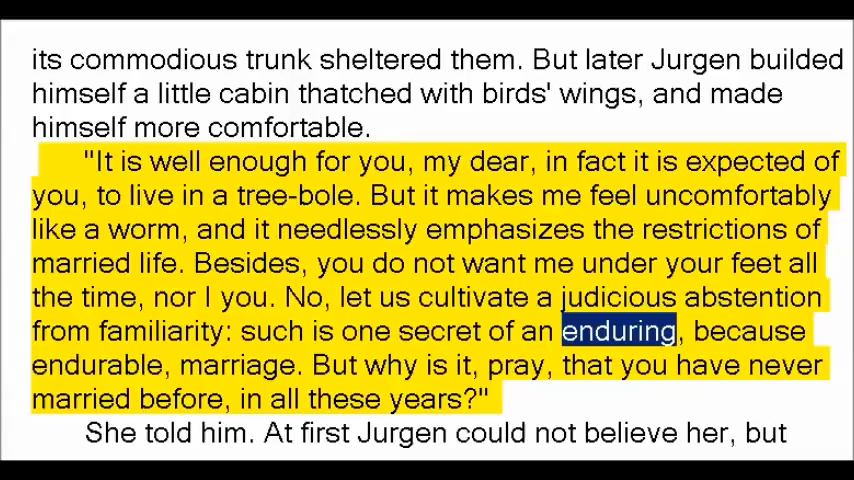 its commodious trunk sheltered them. But later Jurgen builded
himself a little cabin thatched with birds' wings, and made
himself more comfortable.
"It is well enough for you, my dear, in fact it is expected of
you, to live in a tree-bole. But it makes me feel uncomfortably
like a worm, and it needlessly emphasizes the restrictions of
married life. Besides, you do not want me under your feet all
the time, nor I you. No, let us cultivate a judicious abstention
from familiarity: such is one secret of an enduring, because
endurable, marriage. But why is it, pray, that you have never
married before, in all these years?"
She told him. At first Jurgen could not believe her, but